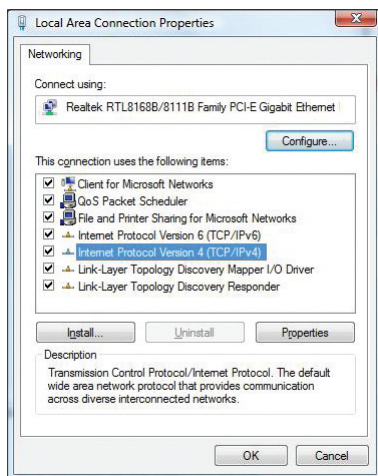 Local Area Connection Properties
Networking
Connect using:
Realtek RTL8168B/8111B Family PCI-E Gigabit Ethernet
Configure...
This connection uses the following items:
Client for Microsoft Networks
QoS Packet Scheduler
File and Printer Sharing for Microsoft Networks
Internet Protocol Version 6 (TCP/IPv6)
Internet Protocol Version 4 (TCP/IPv4)
Link-Layer Topology Discovery Mapper I/O Driver
Link-Layer Topology Discovery Responder
Install... Uninstall Properties
Description
Transmission Control Protocol/Internet Protocol. The default
wide area network protocol that provides communication
across diverse interconnected networks.
OK Cancel